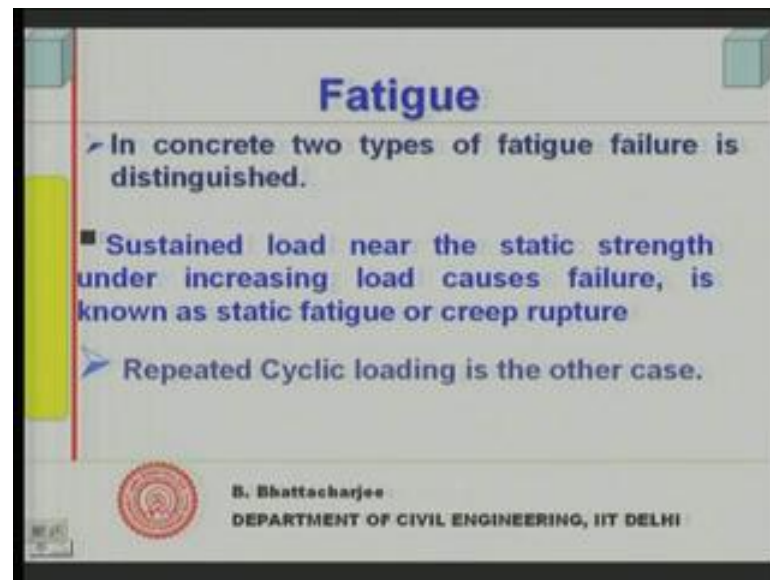 Fatigue
➢ In concrete two types of fatigue failure is
distinguished.
▪ Sustained load near the static strength
under increasing load causes failure, is
known as static fatigue or creep rupture
➢ Repeated Cyclic loading is the other case.
B. Bhattacharjee
DEPARTMENT OF CIVIL ENGINEERING, IIT DELHI